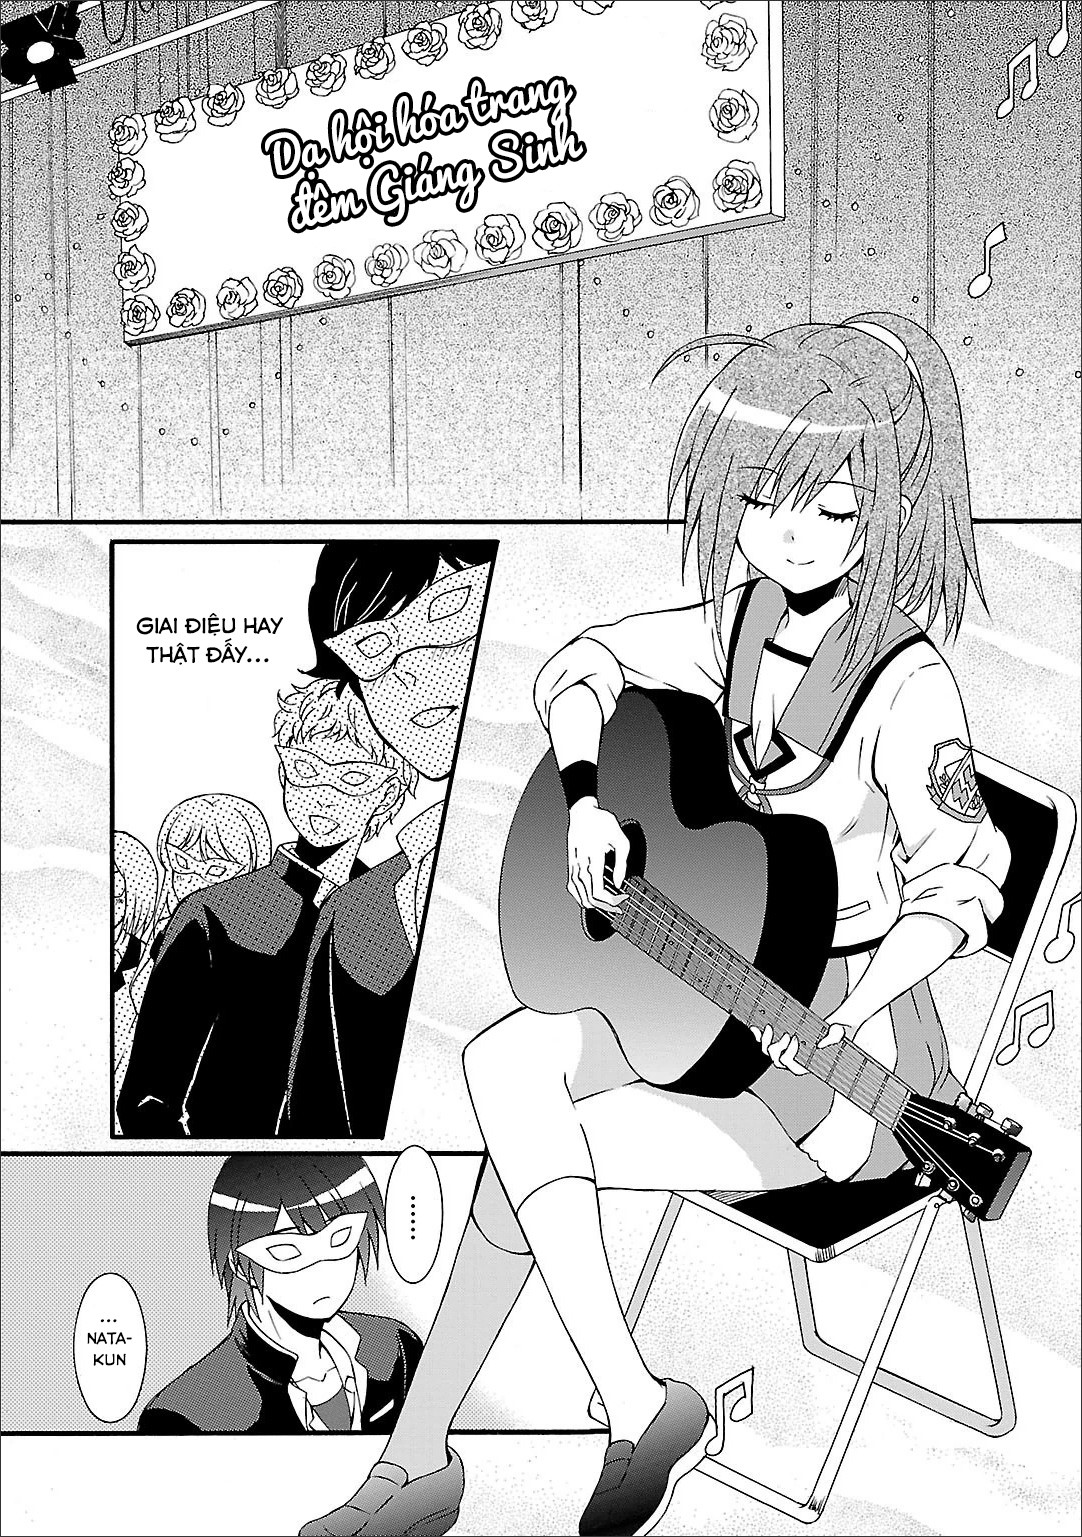 Dạ hội hóa trang
đêm Giáng Sinh
GIAI ĐIỆU HAY
THẬT ĐẤY...
......
...
NATA-
KUN